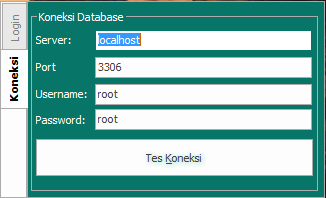 Login
Koneksi
Koneksi Database
Server: localhost
Port 3306
Username: root
Password: root
Tes Koneksi